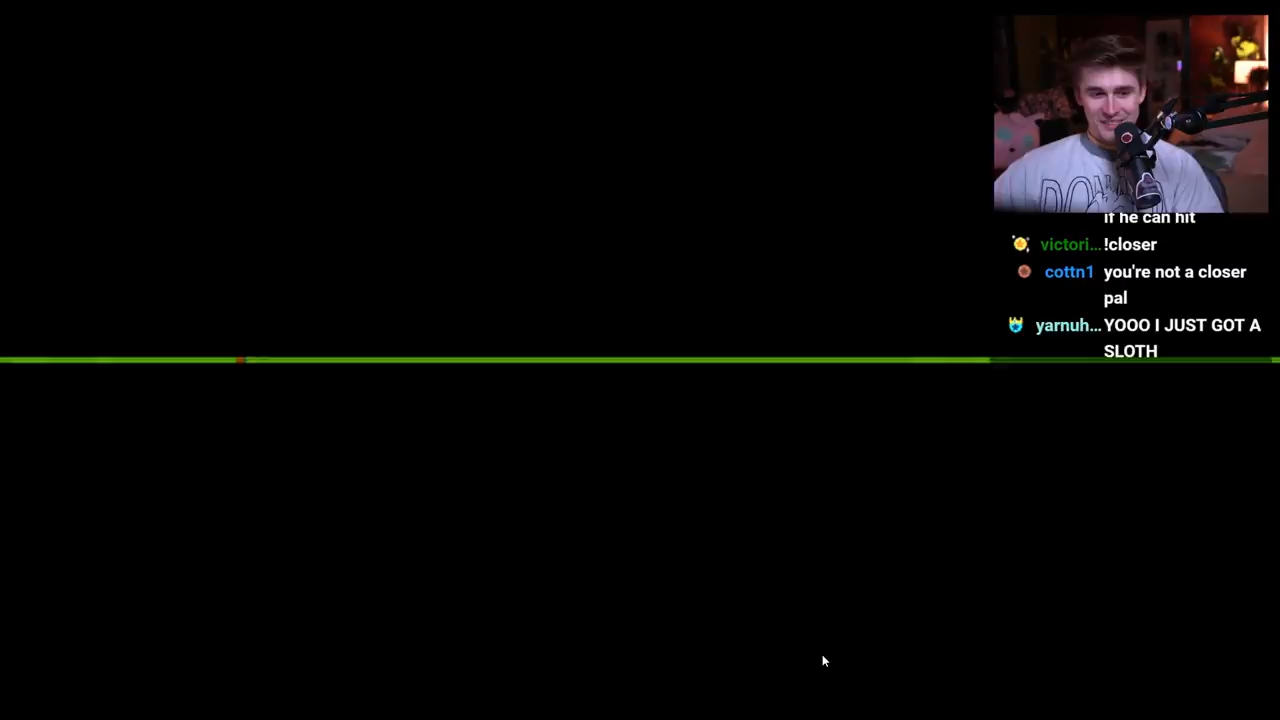 if he can hit
victori... !closer
cottn1 you're not a closer
pal
yarnuh... YOOO I JUST GOT A
SLOTH